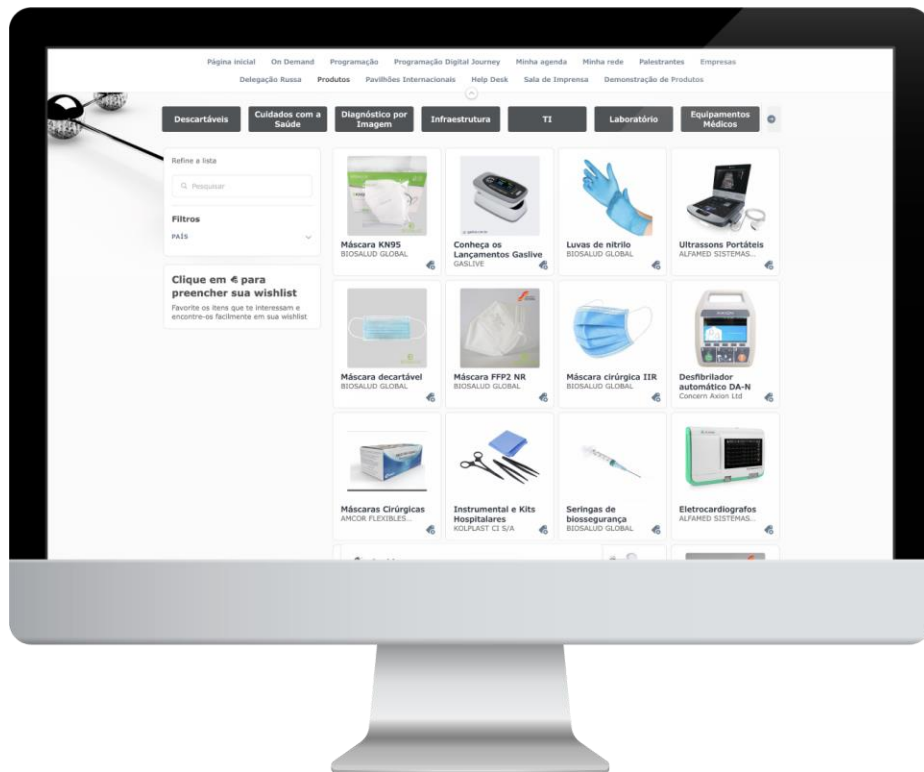 Página inicial On Demand Programação Programação Digital Journey Minha agenda Minha rede Palestrantes Empresas
Delegação Russa Produtos Pavilhões Internacionais Help Desk Sala de Imprensa Demonstração de Produtos
Descartáveis
Cuidados com a
Saúde
Diagnóstico por
Imagem
Infraestrutura
TI
Laboratório
Equipamentos
Médicos
Refine a lista
Pesquisar
Filtros
PAÍS
Clique em € para
preencher sua wishlist
Favorite os itens que te interessam e
encontre-os facilmente em sua wishlist
Máscara KN95
BIOSALUD GLOBAL
Conheça os
Lançamentos Gaslive
GASLIVE
Luvas de nitrilo
BIOSALUD GLOBAL
Ultrassons Portáteis
ALFAMED SISTEMAS...
Máscara decartável
BIOSALUD GLOBAL
Máscara FFP2 NR
BIOSALUD GLOBAL
Máscara cirúrgica IIR
BIOSALUD GLOBAL
Desfibrilador
automático DA-N
Concern Axion Ltd
Máscaras Cirúrgicas
AMCOR FLEXIBLES...
Instrumental e Kits
Hospitalares
KOLPLAST CI S/A
Seringas de
biossegurança
BIOSALUD GLOBAL
Eletrocardiografos
ALFAMED SISTEMAS...